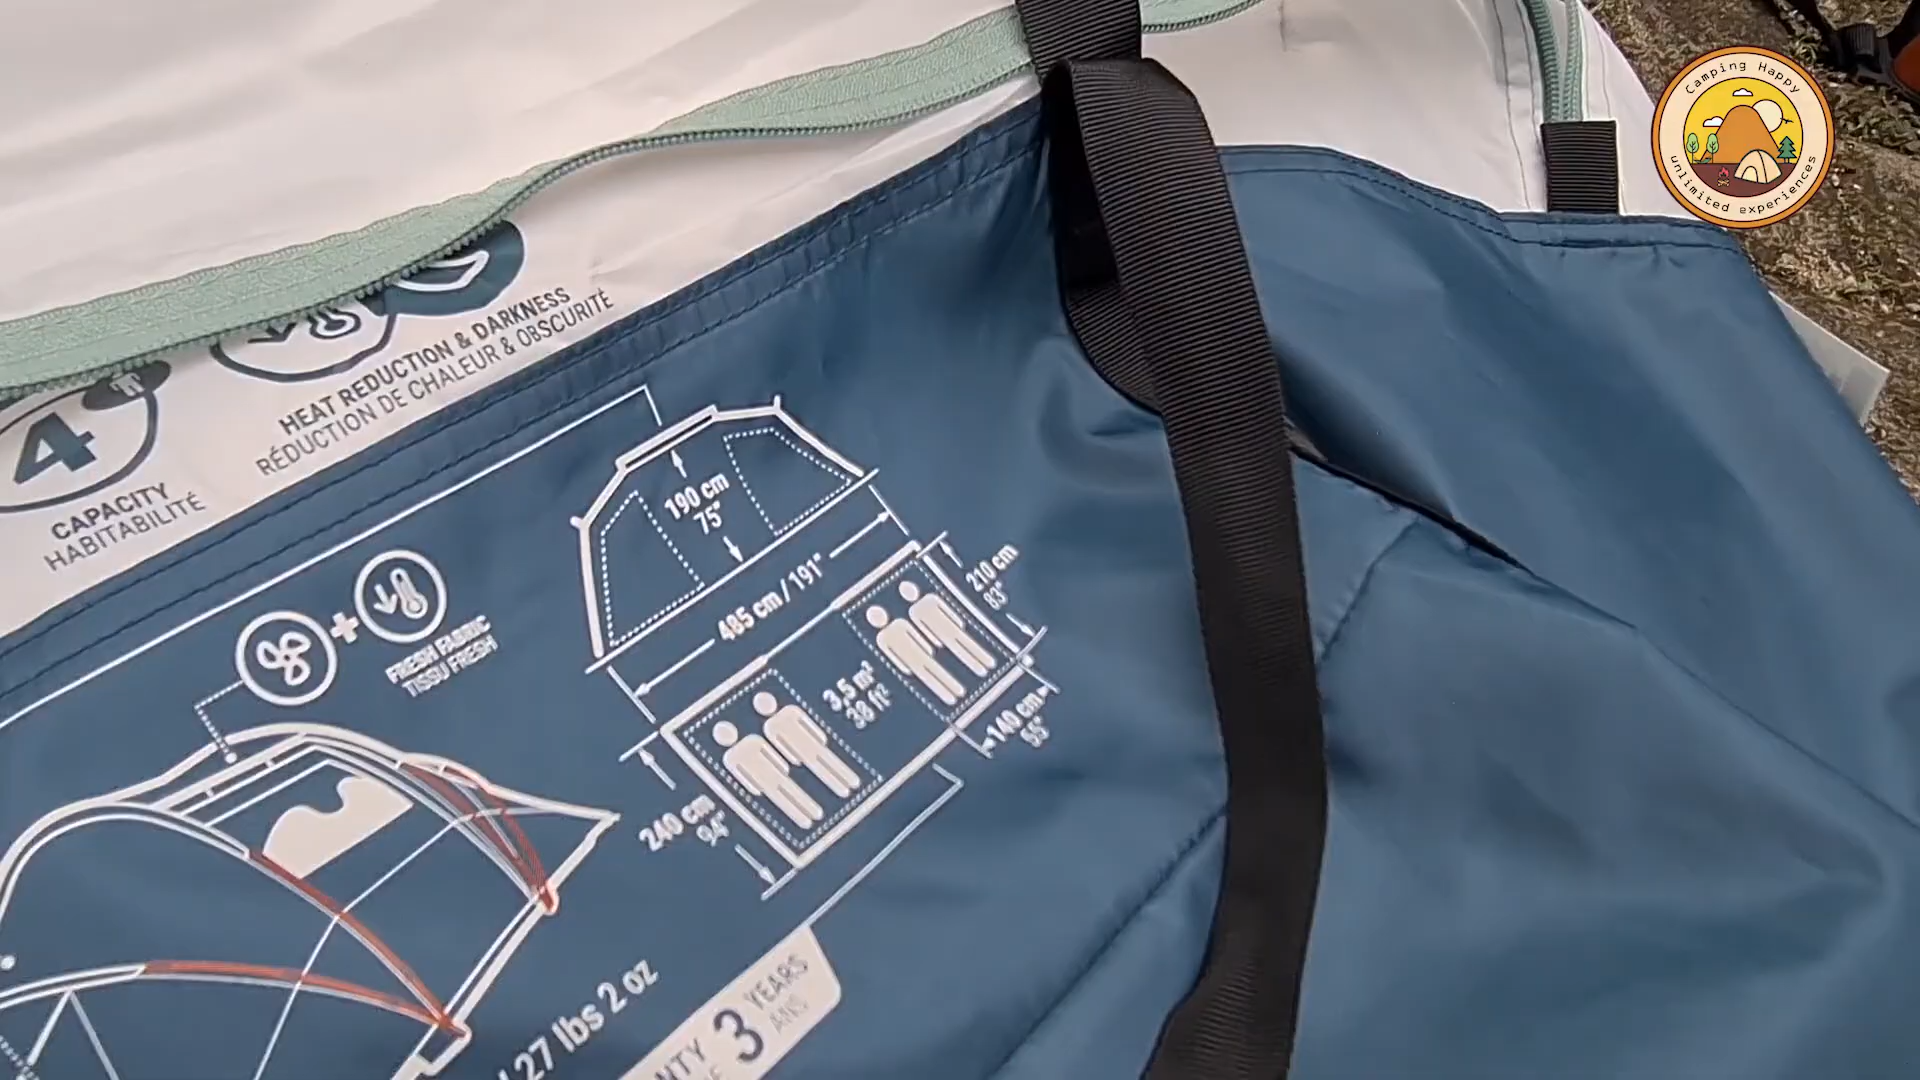 Camping Happy
unlimited experiences
HEAT REDUCTION & DARKNESS
RÉDUCTION DE CHALEUR & OBSCURITÉ
4
CAPACITY
HABITABILITÉ
190 cm
75"
485 cm / 191"
210 cm
83"
FRESH FABRIC
TISSU FRESH
3,5 m²
38 ft²
140 cm
55"
240 cm
94"
27 lbs 2 oz
3 YEARS
ANS